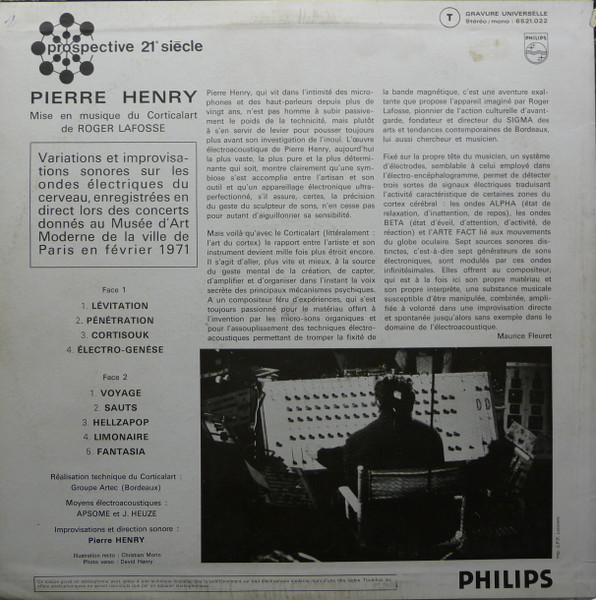 T
GRAVURE UNIVERSELLE
Stéréo / mono : 6521.022
prospective 21e siècle
PHILIPS
PIERRE HENRY
Mise en musique du Corticalart
de ROGER LAFOSSE
Variations et improvisa-
tions sonores sur les
ondes électriques du
cerveau, enregistrées en
direct lors des concerts
donnés au Musée d'Art
Moderne de la ville de
Paris en février 1971
Face 1
1. LÉVITATION
2. PÉNÉTRATION
3. CORTISOUK
4. ÉLECTRO-GENÈSE
Face 2
1. VOYAGE
2. SAUTS
3. HELLZAPOP
4. LIMONAIRE
5. FANTASIA
Réalisation technique du Corticalart :
Groupe Artec (Bordeaux)
Moyens électroacoustiques :
APSOME et J. HEUZE
Improvisations et direction sonore :
Pierre HENRY
Illustration recto : Christian Morin
Photo verso : David Henry
Pierre Henry, qui vit dans l'intimité des micro-
phones et des haut-parleurs depuis plus de
vingt ans, n'est pas homme à subir passive-
ment le poids de la technicité, mais plutôt
à s'en servir de levier pour pousser toujours
plus avant son investigation de l'inouï. L'œuvre
électroacoustique de Pierre Henry, aujourd'hui
la plus vaste, la plus pure et la plus détermi-
nante qui soit, montre clairement qu'une sym-
biose s'est accomplie entre l'artisan et son
outil et qu'un appareillage électronique ultra-
perfectionné, s'il assure, certes, la précision
du geste du sculpteur de sons, n'en cesse pas
pour autant d'aiguillonner sa sensibilité.
Mais voilà qu'avec le Corticalart (littéralement :
l'art du cortex) le rapport entre l'artiste et son
instrument devient mille fois plus étroit encore.
Il s'agit d'aller, plus vite et mieux, à la source
du geste mental de la création, de capter,
d'amplifier et d'organiser dans l'instant la voix
secrète des principaux mécanismes psychiques.
A un compositeur féru d'expériences, qui s'est
toujours passionné pour le matériau offert à
l'invention par les micro-sons organiques et
pour l'assouplissement des techniques électro-
acoustiques permettant de tromper la fixité de
la bande magnétique, c'est une aventure exal-
tante que propose l'appareil imaginé par Roger
Lafosse, pionnier de l'action culturelle d'avant-
garde, fondateur et directeur du SIGMA des
arts et tendances contemporaines de Bordeaux,
lui aussi chercheur et musicien.
Fixé sur la propre tête du musicien, un système
d'électrodes, semblable à celui employé dans
l'électro-encéphalogramme, permet de détecter
trois sortes de signaux électriques traduisant
l'activité caractéristique de certaines zones du
cortex cérébral : les ondes ALPHA (état de
relaxation, d'inattention, de repos), les ondes
BETA (état d'éveil, d'attention, d'activité, de
réaction) et l'ARTE FACT lié aux mouvements
du globe oculaire. Sept sources sonores dis-
tinctes, c'est-à-dire sept générateurs de sons
électroniques, sont modulés par ces ondes
infinitésimales. Elles offrent au compositeur,
qui est à la fois ici son propre matériau et
son propre interprète, une substance musicale
susceptible d'être manipulée, combinée, ampli-
fiée à volonté dans une improvisation directe
et spontanée jusqu'alors sans exemple dans le
domaine de l'électroacoustique.
Maurice Fleuret
PHILIPS